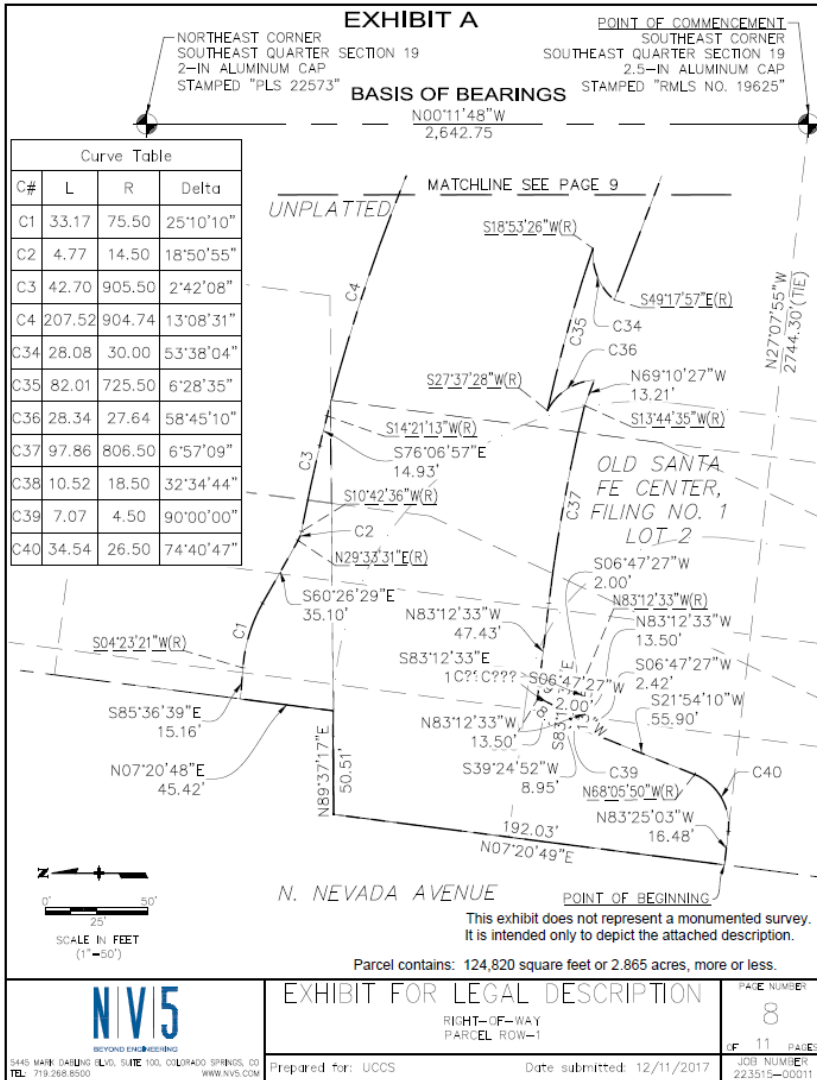 EXHIBIT A
NORTHEAST CORNER
SOUTHEAST QUARTER SECTION 19
2-IN ALUMINUM CAP
STAMPED "PLS 22573"
POINT OF COMMENCEMENT
SOUTHEAST CORNER
SOUTHEAST QUARTER SECTION 19
2.5-IN ALUMINUM CAP
STAMPED "RMLS NO. 19625"
BASIS OF BEARINGS
N00°11'48"W
2,642.75
Curve Table
C# L R Delta
C1 33.17 75.50 25°10'10"
C2 4.77 14.50 18°50'55"
C3 42.70 905.50 2°42'08"
C4 207.52 904.74 13°08'31"
C34 28.08 30.00 53°38'04"
C35 82.01 725.50 6°28'35"
C36 28.34 27.64 58°45'10"
C37 97.86 806.50 6°57'09"
C38 10.52 18.50 32°34'44"
C39 7.07 4.50 90°00'00"
C40 34.54 26.50 74°40'47"
MATCHLINE SEE PAGE 9
UNPLATTED
S18°53'26"W(R)
C4
S49°17'57"E(R)
C34
C35
C36
N27°07'55"W
2744.30'(TIE)
S27°37'28"W(R)
N69°10'27"W
13.21'
S14°21'13"W(R)
S13°44'35"W(R)
C3
S76°06'57"E
14.93'
OLD SANTA
FE CENTER,
FILING NO. 1
LOT 2
S10°42'36"W(R)
C37
C2
N29°33'31"E(R)
S06°47'27"W
2.00'
S60°26'29"E
35.10'
N83°12'33"W(R)
N83°12'33"W
47.43'
N83°12'33"W
13.50'
C1
S04°23'21"W(R)
S83°12'33"E
S06°47'27"W
2.42'
S06°47'27"W
2.00'
S21°54'10"W
55.90'
S85°36'39"E
15.16'
N83°12'33"W
13.50'
N07°20'48"E
45.42'
N89°37'17"E
50.51'
S39°24'52"W
8.95'
C39
C40
N68°05'50"W(R)
N83°25'03"W
16.48'
192.03'
N07°20'49"E
N
0' 50'
25'
SCALE IN FEET
(1"-50')
N. NEVADA AVENUE
POINT OF BEGINNING
This exhibit does not represent a monumented survey.
It is intended only to depict the attached description.
Parcel contains: 124,820 square feet or 2.865 acres, more or less.
N|V|5
BEYOND ENGINEERING
5445 MARK DABLING BLVD, SUITE 100, COLORADO SPRINGS, CO
TEL: 719.268.8500 WWW.NV5.COM
EXHIBIT FOR LEGAL DESCRIPTION
RIGHT-OF-WAY
PARCEL ROW-1
Prepared for: UCCS Date submitted: 12/11/2017
PAGE NUMBER
8
OF 11 PAGES
JOB NUMBER
223515-00011